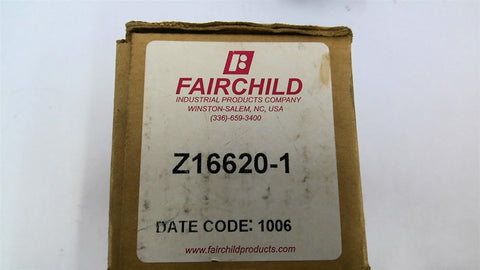 FAIRCHILD
INDUSTRIAL PRODUCTS COMPANY
WINSTON-SALEM, NC, USA
(336)-659-3400
Z16620-1
DATE CODE: 1006
www.fairchildproducts.com